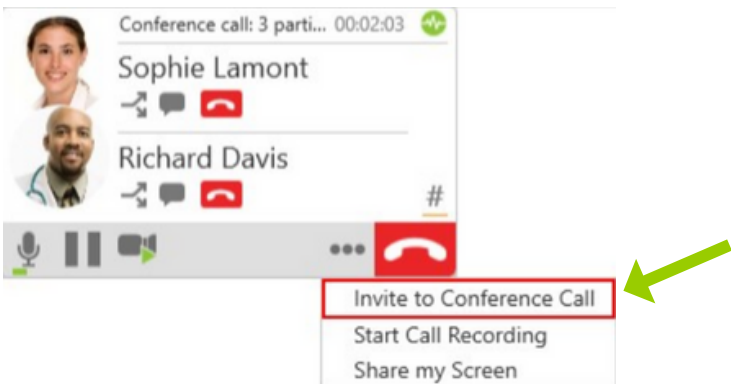 Conference call: 3 parti... 00:02:03
Sophie Lamont
Richard Davis
#
Invite to Conference Call
Start Call Recording
Share my Screen